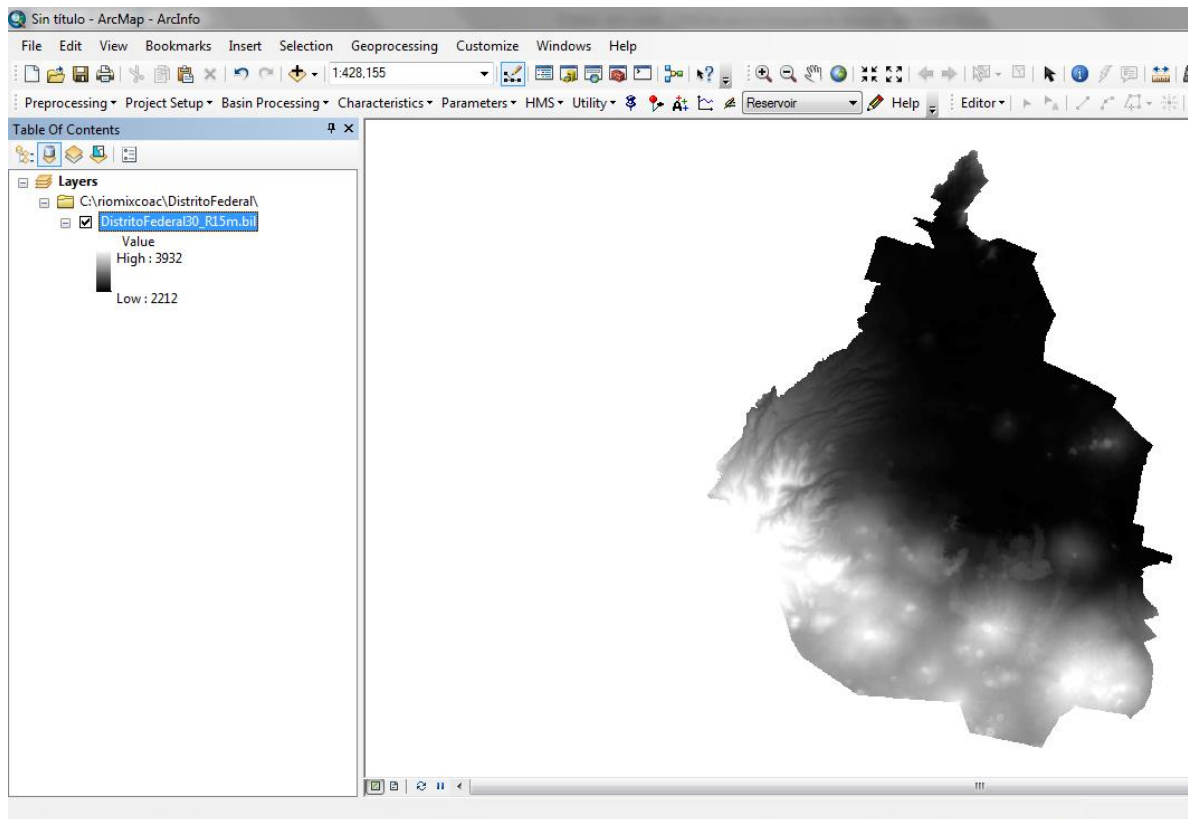 Sin título - ArcMap - ArcInfo
File Edit View Bookmarks Insert Selection Geoprocessing Customize Windows Help
1:428,155
Preprocessing Project Setup Basin Processing Characteristics Parameters HMS Utility Reservoir Help Editor
Table Of Contents
Layers
C:\riomixcoac\DistritoFederal\
DistritoFederal30_R15m.bil
Value
High : 3932
Low : 2212